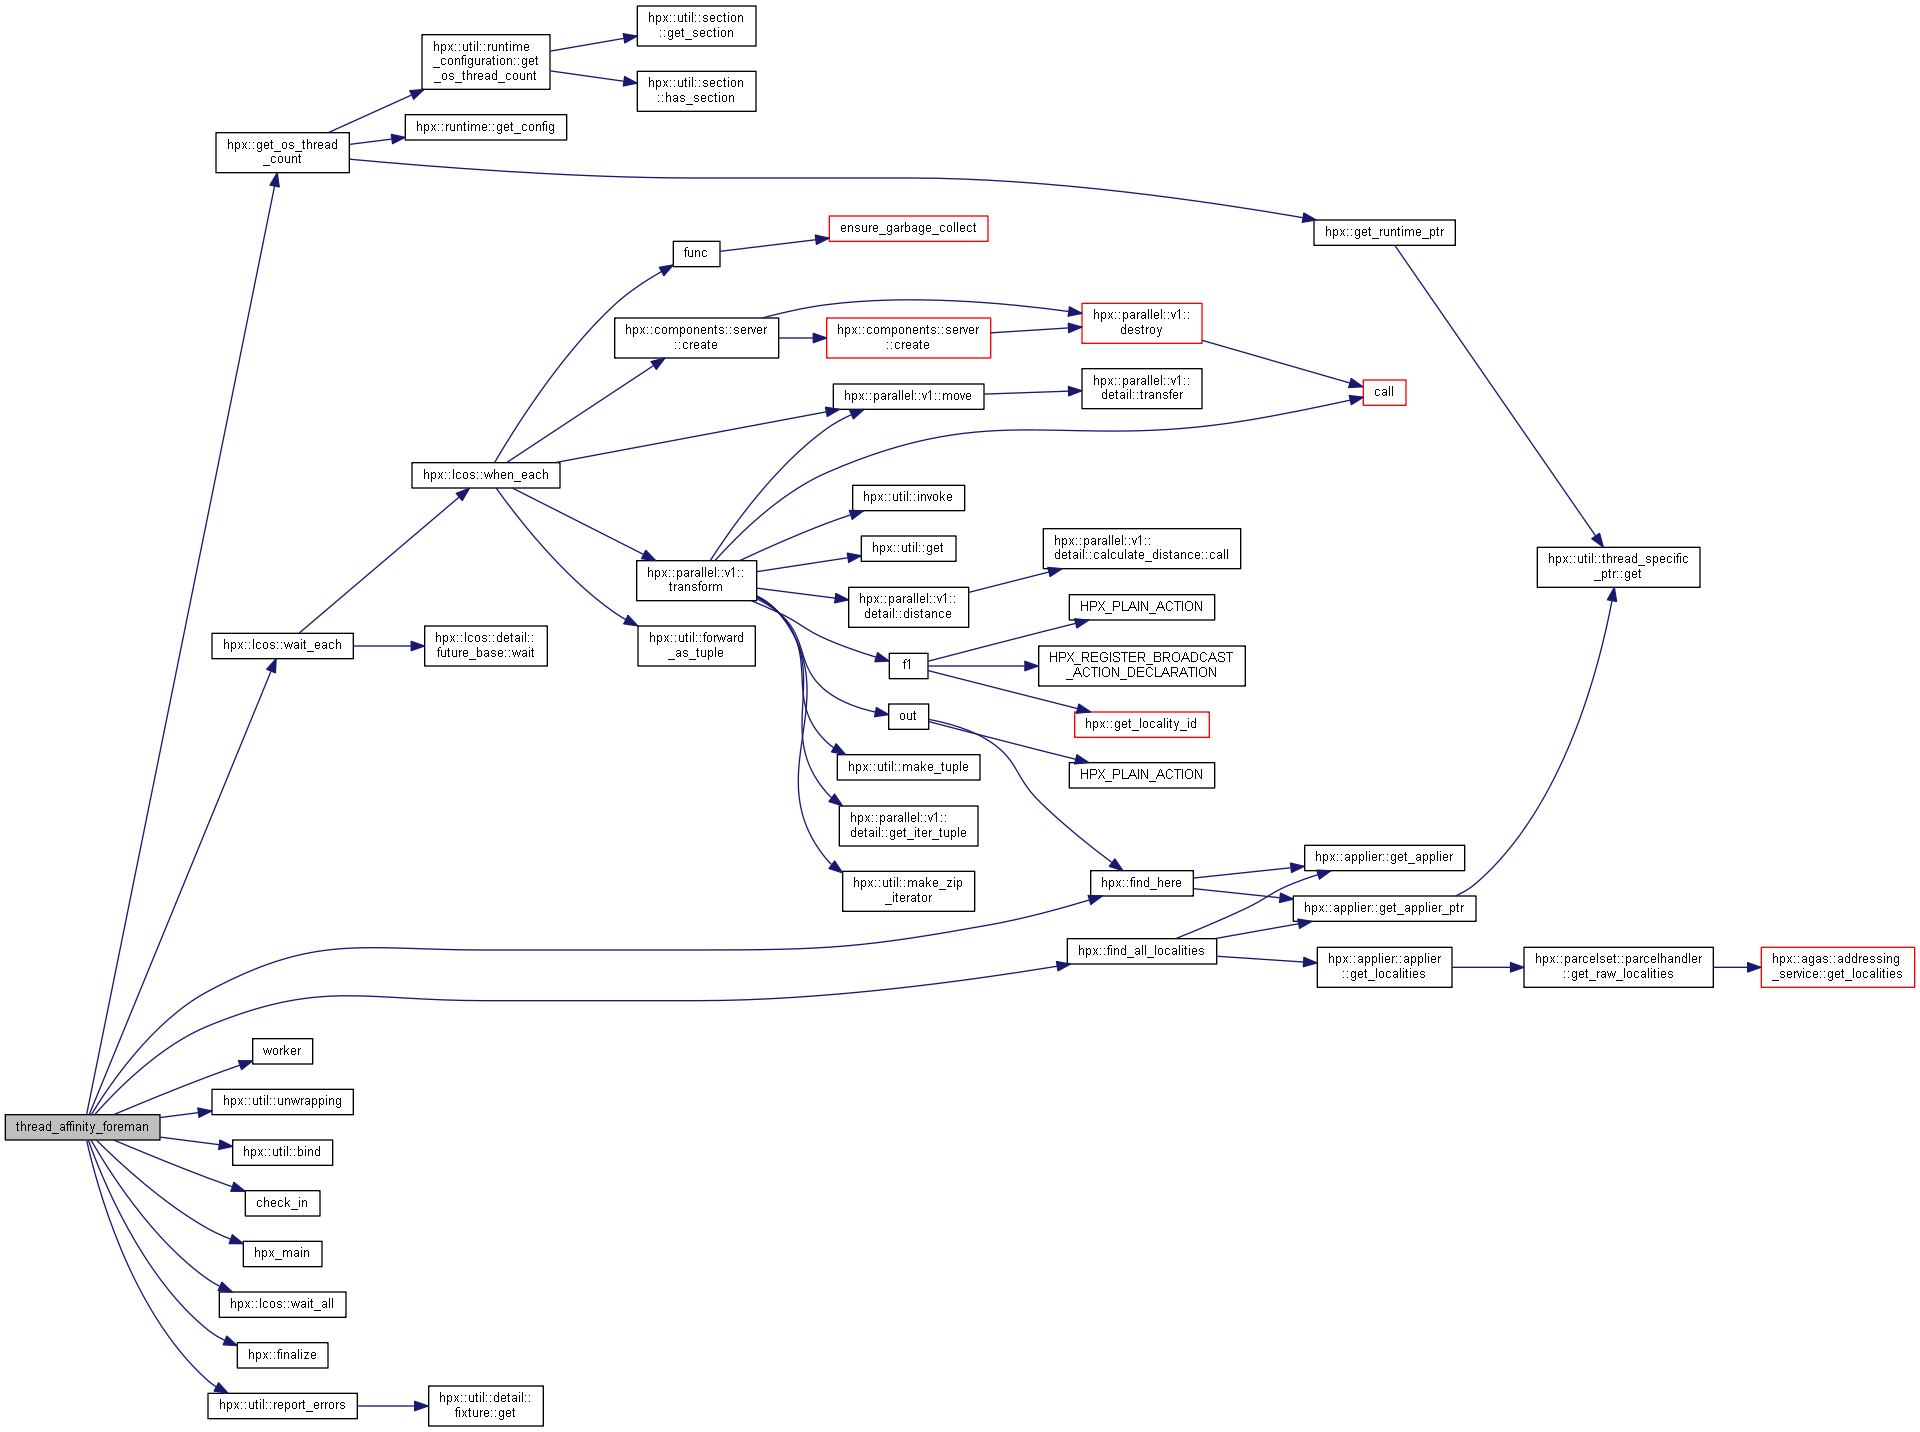 hpx::util::section
::get_section
hpx::util::runtime
_configuration::get
_os_thread_count
hpx::util::section
::has_section
hpx::runtime::get_config
hpx::get_os_thread
_count
hpx::get_runtime_ptr
ensure_garbage_collect
func
hpx::parallel::v1::
destroy
hpx::components::server
::create
hpx::components::server
::create
hpx::parallel::v1::
detail::transfer
call
hpx::parallel::v1::move
hpx::lcos::when_each
hpx::util::invoke
hpx::util::get
hpx::parallel::v1::
detail::calculate_distance::call
hpx::util::thread_specific
_ptr::get
hpx::parallel::v1::
transform
hpx::parallel::v1::
detail::distance
HPX_PLAIN_ACTION
hpx::lcos::wait_each
hpx::lcos::detail::
future_base::wait
hpx::util::forward
_as_tuple
f1
HPX_REGISTER_BROADCAST
_ACTION_DECLARATION
out
hpx::get_locality_id
hpx::util::make_tuple
HPX_PLAIN_ACTION
hpx::parallel::v1::
detail::get_iter_tuple
hpx::util::make_zip
_iterator
hpx::find_here
hpx::applier::get_applier
hpx::applier::get_applier_ptr
hpx::find_all_localities
hpx::applier::applier
::get_localities
hpx::parcelset::parcelhandler
::get_raw_localities
hpx::agas::addressing
_service::get_localities
worker
hpx::util::unwrapping
thread_affinity_foreman
hpx::util::bind
check_in
hpx_main
hpx::lcos::wait_all
hpx::finalize
hpx::util::report_errors
hpx::util::detail::
fixture::get